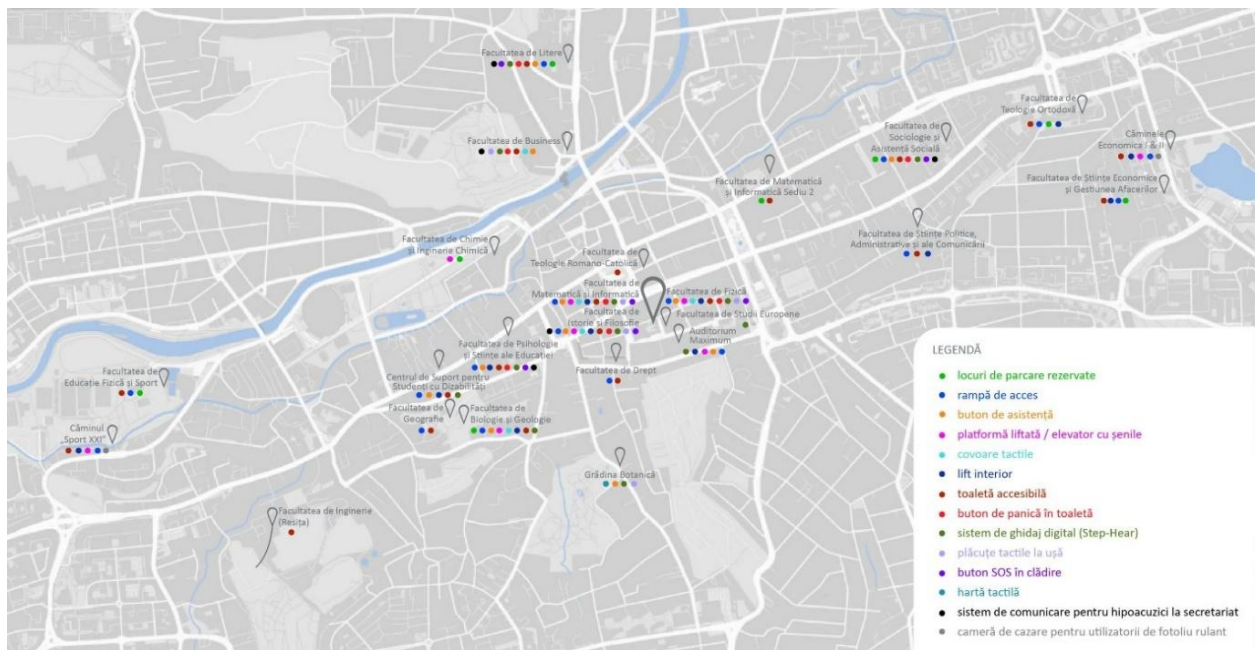 Facultatea de Litere
Facultatea de Business
Facultatea de
Teologie Ortodoxă
Facultatea de
Sociologie și
Asistență Socială
Căminele
Economica I & II
Facultatea de Matematică
și Informatică Sediu 2
Facultatea de Științe Economice
și Gestiunea Afacerilor
Facultatea de Științe Politice,
Administrative și ale Comunicării
Facultatea de Chimie
și Inginerie Chimică
Facultatea de
Teologie Romano-Catolică
Facultatea de
Matematică și Informatică
Facultatea de Fizică
Facultatea de
Istorie și Filosofie
Facultatea de Studii Europene
Auditorium
Maximum
Facultatea de Psihologie
și Științe ale Educației
Facultatea de Drept
Centrul de Suport pentru
Studenți cu Dizabilități
Facultatea de
Educație Fizică și Sport
Facultatea de
Geografie
Facultatea de
Biologie și Geologie
Căminul
„Sport XXI”
Grădina Botanică
Facultatea de Inginerie
(Reșița)
LEGENDĂ
locuri de parcare rezervate
rampă de acces
buton de asistență
platformă liftată / elevator cu șenile
covoare tactile
lift interior
toaletă accesibilă
buton de panică în toaletă
sistem de ghidaj digital (Step-Hear)
plăcuțe tactile la ușă
buton SOS în clădire
hartă tactilă
sistem de comunicare pentru hipoacuzici la secretariat
cameră de cazare pentru utilizatorii de fotoliu rulant